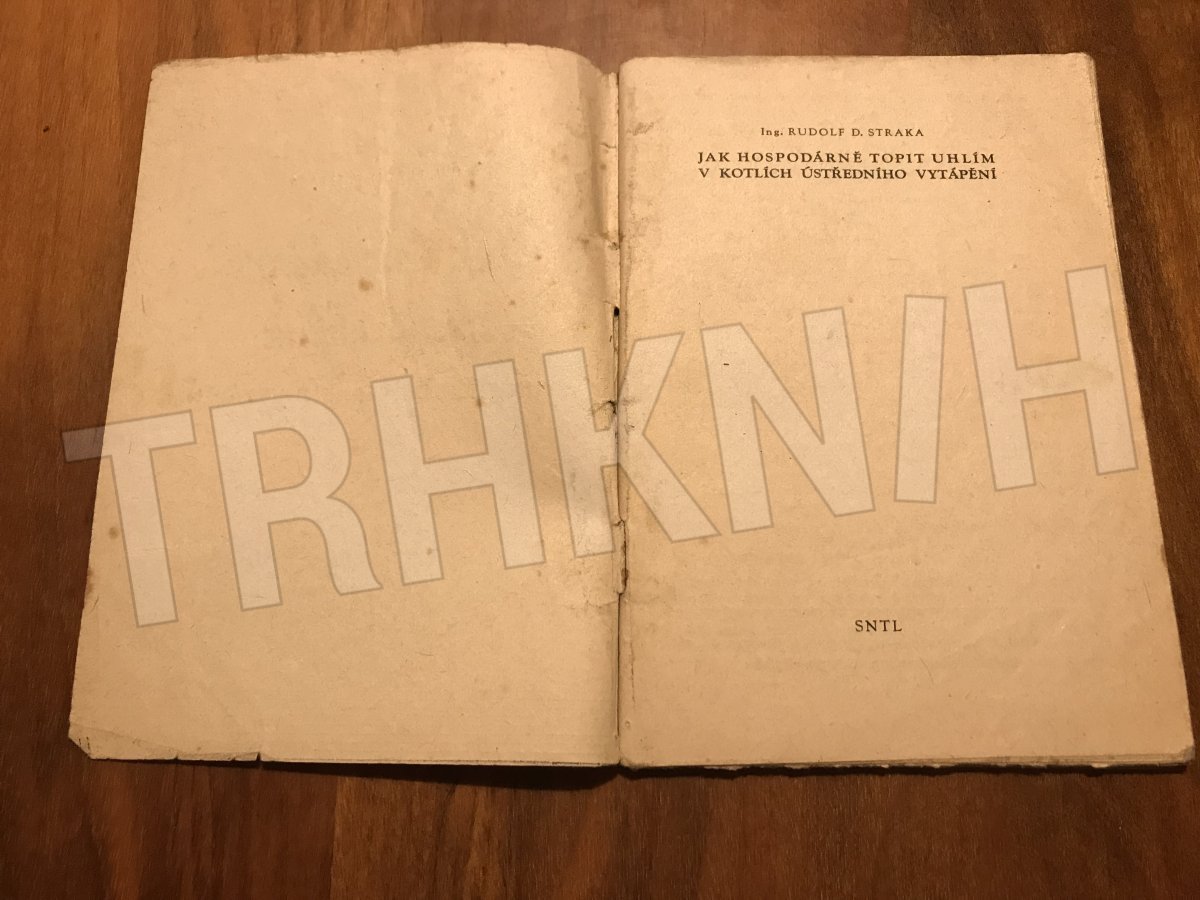 Ing. RUDOLF D. STRAKA
JAK HOSPODÁRNĚ TOPIT UHLÍM
V KOTLÍCH ÚSTŘEDNÍHO VYTÁPĚNÍ
TRHKNIH
SNTL